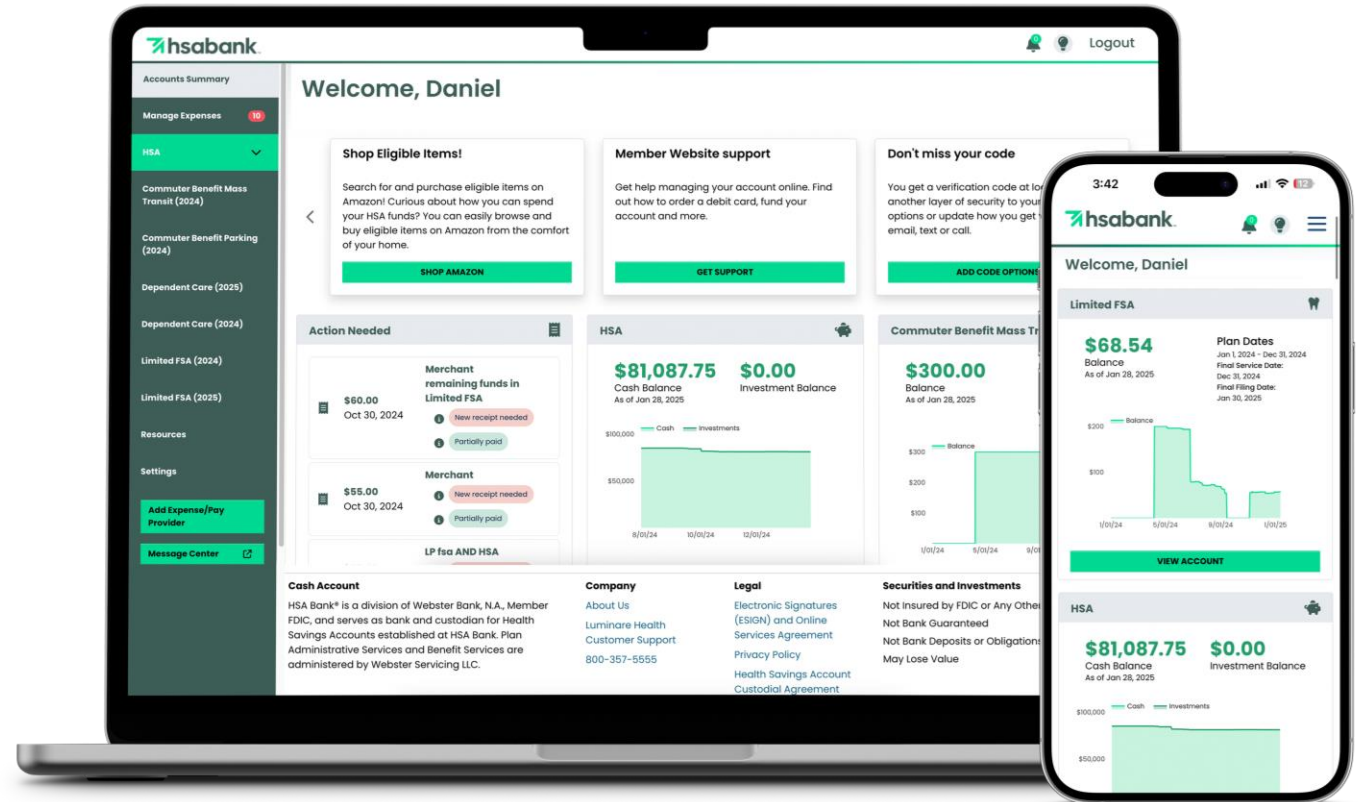 hsabank.
0
Logout
Accounts Summary
Manage Expenses
10
HSA
Commuter Benefit Mass
Transit (2024)
Commuter Benefit Parking
(2024)
Dependent Care (2025)
Dependent Care (2024)
Limited FSA (2024)
Limited FSA (2025)
Resources
Settings
Add Expense/Pay
Provider
Message Center
Welcome, Daniel
Shop Eligible Items!
Search for and purchase eligible items on
Amazon! Curious about how you can spend
your HSA funds? You can easily browse and
buy eligible items on Amazon from the comfort
of your home.
SHOP AMAZON
Member Website support
Get help managing your account online. Find
out how to order a debit card, fund your
account and more.
GET SUPPORT
Don't miss your code
You get a verification code at lo
another layer of security to your
options or update how you get
email, text or call.
ADD CODE OPTIONS
Action Needed
$60.00
Oct 30, 2024
Merchant
remaining funds in
Limited FSA
New receipt needed
Partially paid
$55.00
Oct 30, 2024
Merchant
New receipt needed
Partially paid
LP fsa AND HSA
HSA
$81,087.75
Cash Balance
As of Jan 28, 2025
$0.00
Investment Balance
Cash Investments
$100,000
$50,000
8/01/24 10/01/24 12/01/24
Commuter Benefit Mass Tr
$300.00
Balance
As of Jan 28, 2025
Balance
$300
$200
$100
1/01/24 5/01/24 9/01
Cash Account
HSA Bank® is a division of Webster Bank, N.A., Member
FDIC, and serves as bank and custodian for Health
Savings Accounts established at HSA Bank. Plan
Administrative Services and Benefit Services are
administered by Webster Servicing LLC.
Company
About Us
Luminare Health
Customer Support
800-357-5555
Legal
Electronic Signatures
(ESIGN) and Online
Services Agreement
Privacy Policy
Health Savings Account
Custodial Agreement
Securities and Investments
Not Insured by FDIC or Any Othe
Not Bank Guaranteed
Not Bank Deposits or Obligations
May Lose Value
3:42
12
hsabank.
0
Welcome, Daniel
Limited FSA
$68.54
Balance
As of Jan 28, 2025
Plan Dates
Jan 1, 2024 - Dec 31, 2024
Final Service Date:
Dec 31, 2024
Final Filing Date:
Jan 30, 2025
Balance
$200
$100
1/01/24 5/01/24 9/01/24 1/01/25
VIEW ACCOUNT
HSA
$81,087.75
Cash Balance
As of Jan 28, 2025
$0.00
Investment Balance
Cash Investments
$100,000
$50,000